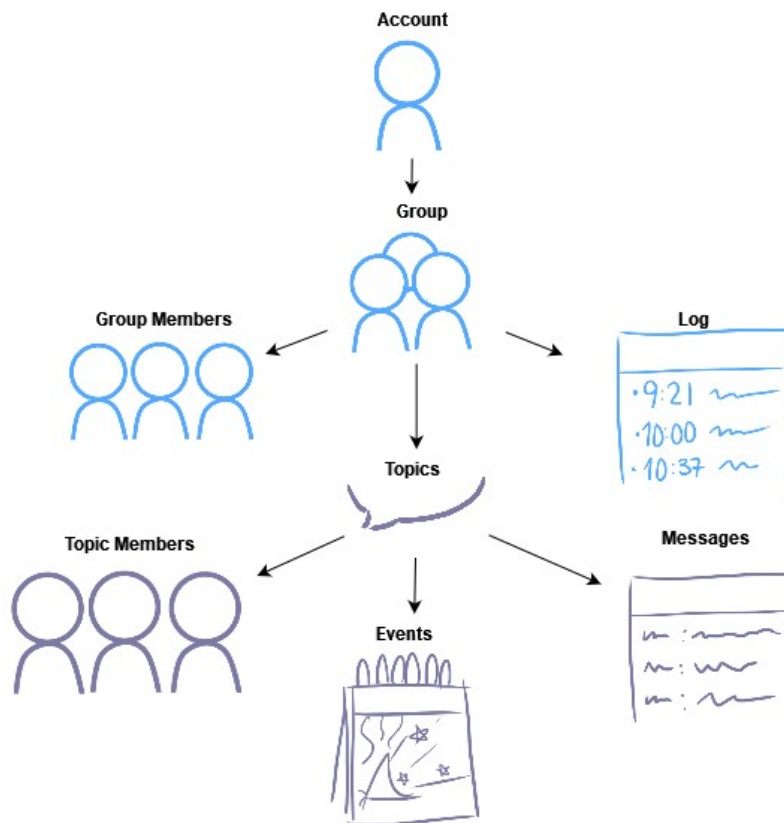 Account
Group
Group Members
Log
·9:21
·10:00
·10:37
Topics
Topic Members
Messages
Events